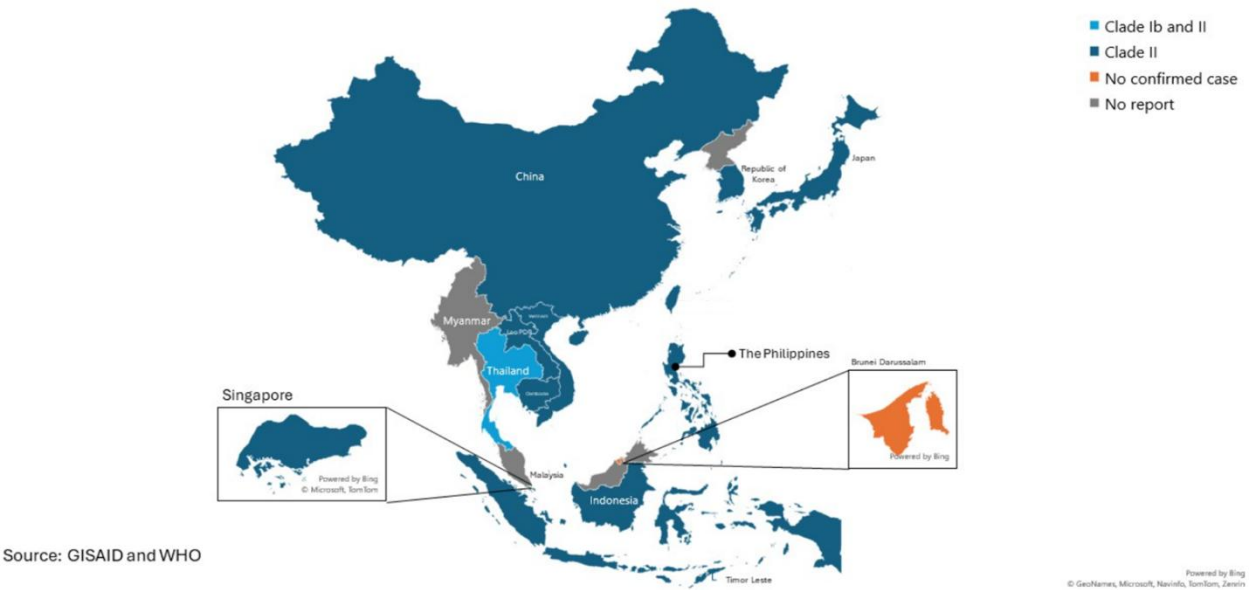 Clade Ib and II
Clade II
No confirmed case
No report
China
Republic of
Korea
Japan
Myanmar
Lao PDR
Thailand
The Philippines
Brunei Darussalam
Powered by Bing
Singapore
Powered by Bing
© Microsoft, TomTom
Malaysia
Indonesia
Timor Leste
Source: GISAID and WHO
Powered by Bing
© GeoNames, Microsoft, Navinfo, TomTom, Zenrin